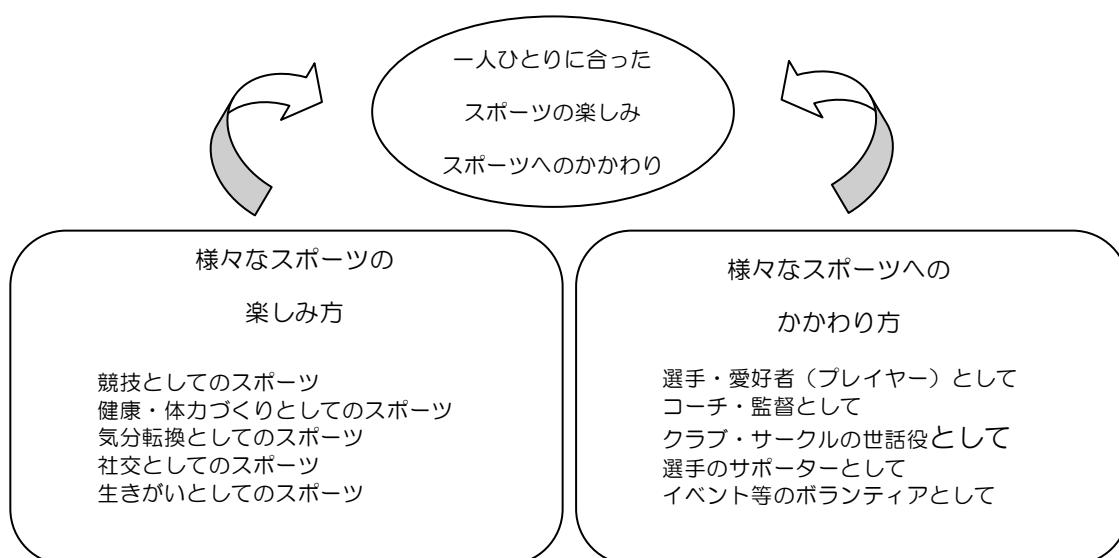 一人ひとりに合った
スポーツの楽しみ
スポーツへのかかわり
様々なスポーツの
楽しみ方
競技としてのスポーツ
健康・体力づくりとしてのスポーツ
気分転換としてのスポーツ
社交としてのスポーツ
生きがいとしてのスポーツ
様々なスポーツへの
かかわり方
選手・愛好者（プレイヤー）として
コーチ・監督として
クラブ・サークルの世話役として
選手のサポーターとして
イベント等のボランティアとして